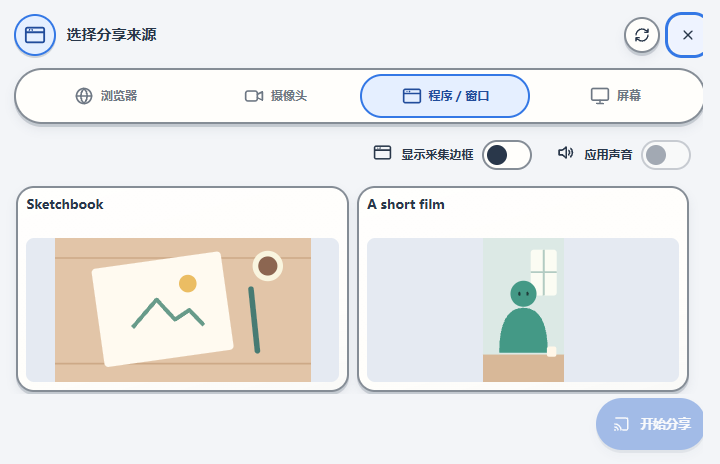 选择分享来源
浏览器
摄像头
程序 / 窗口
屏幕
显示采集边框
应用声音
Sketchbook
A short film
开始分享